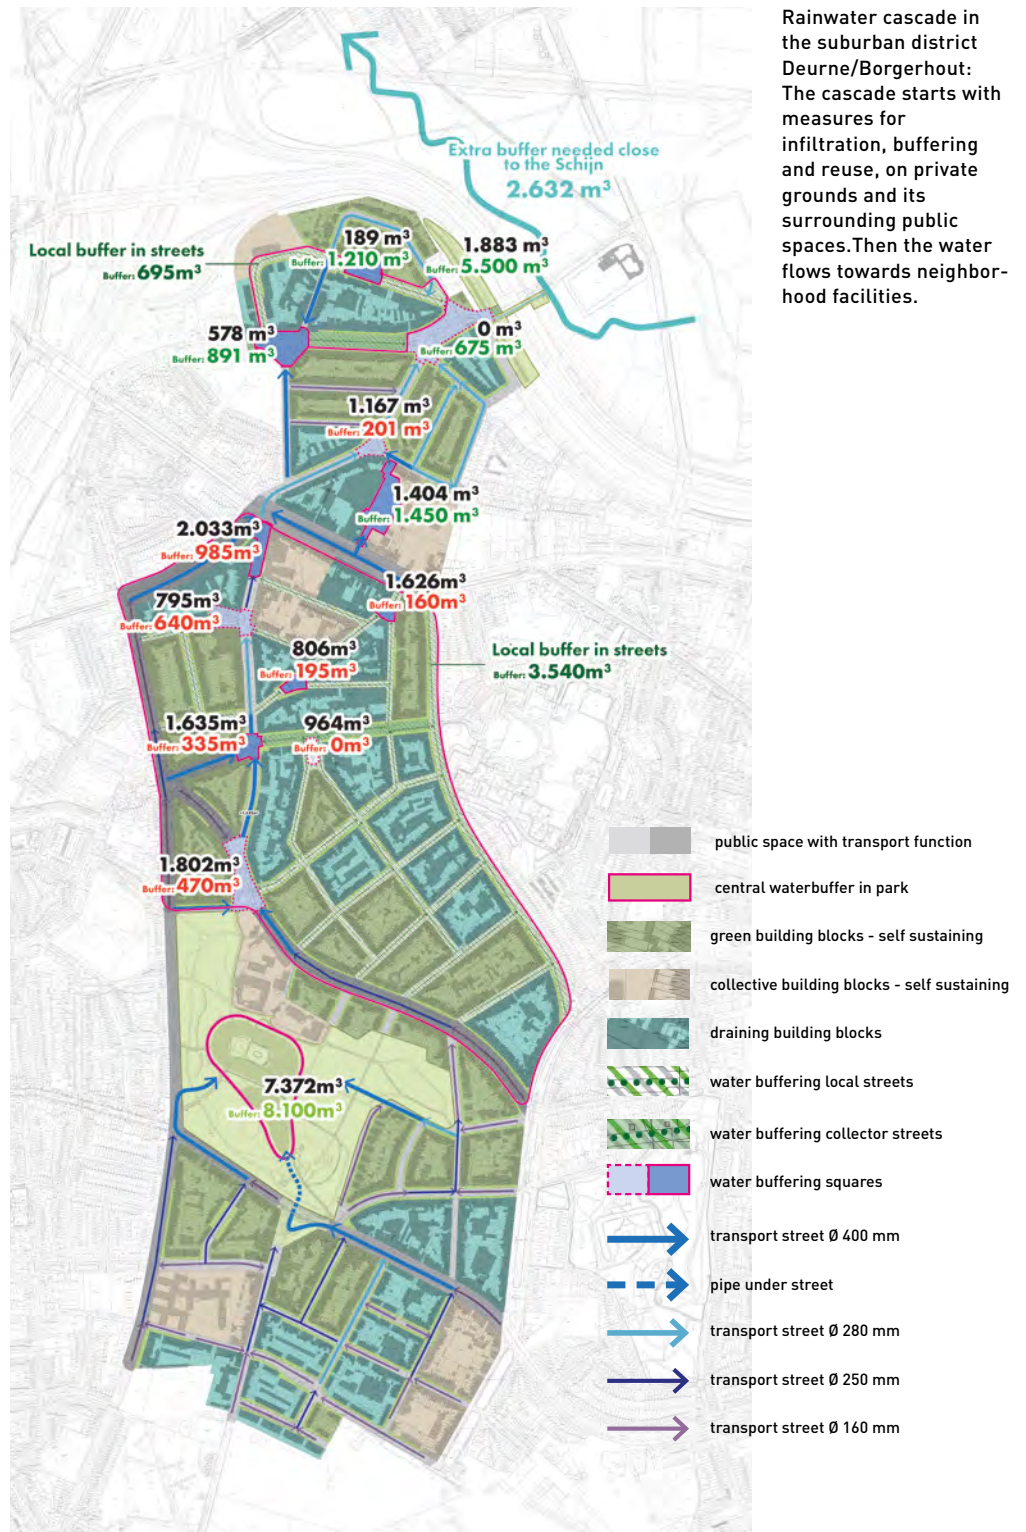 Rainwater cascade in
the suburban district
Deurne/Borgerhout:
The cascade starts with
measures for
infiltration, buffering
and reuse, on private
grounds and its
surrounding public
spaces.Then the water
flows towards neighbor-
hood facilities.
Extra buffer needed close
to the Schijn
2.632 m³
Local buffer in streets
Buffer: 695m³
189 m³
Buffer: 1.210 m³
1.883 m³
Buffer: 5.500 m³
0 m³
Buffer: 675 m³
578 m³
Buffer: 891 m³
1.167 m³
Buffer: 201 m³
1.404 m³
Buffer: 1.450 m³
2.033m³
Buffer: 985m³
1.626m³
Buffer: 160m³
795m³
Buffer: 640m³
806m³
Buffer: 195m³
Local buffer in streets
Buffer: 3.540m³
1.635m³
Buffer: 335m³
964m³
Buffer: 0m³
1.802m³
Buffer: 470m³
7.372m³
Buffer: 8.100m³
public space with transport function
central waterbuffer in park
green building blocks - self sustaining
collective building blocks - self sustaining
draining building blocks
water buffering local streets
water buffering collector streets
water buffering squares
transport street Ø 400 mm
pipe under street
transport street Ø 280 mm
transport street Ø 250 mm
transport street Ø 160 mm